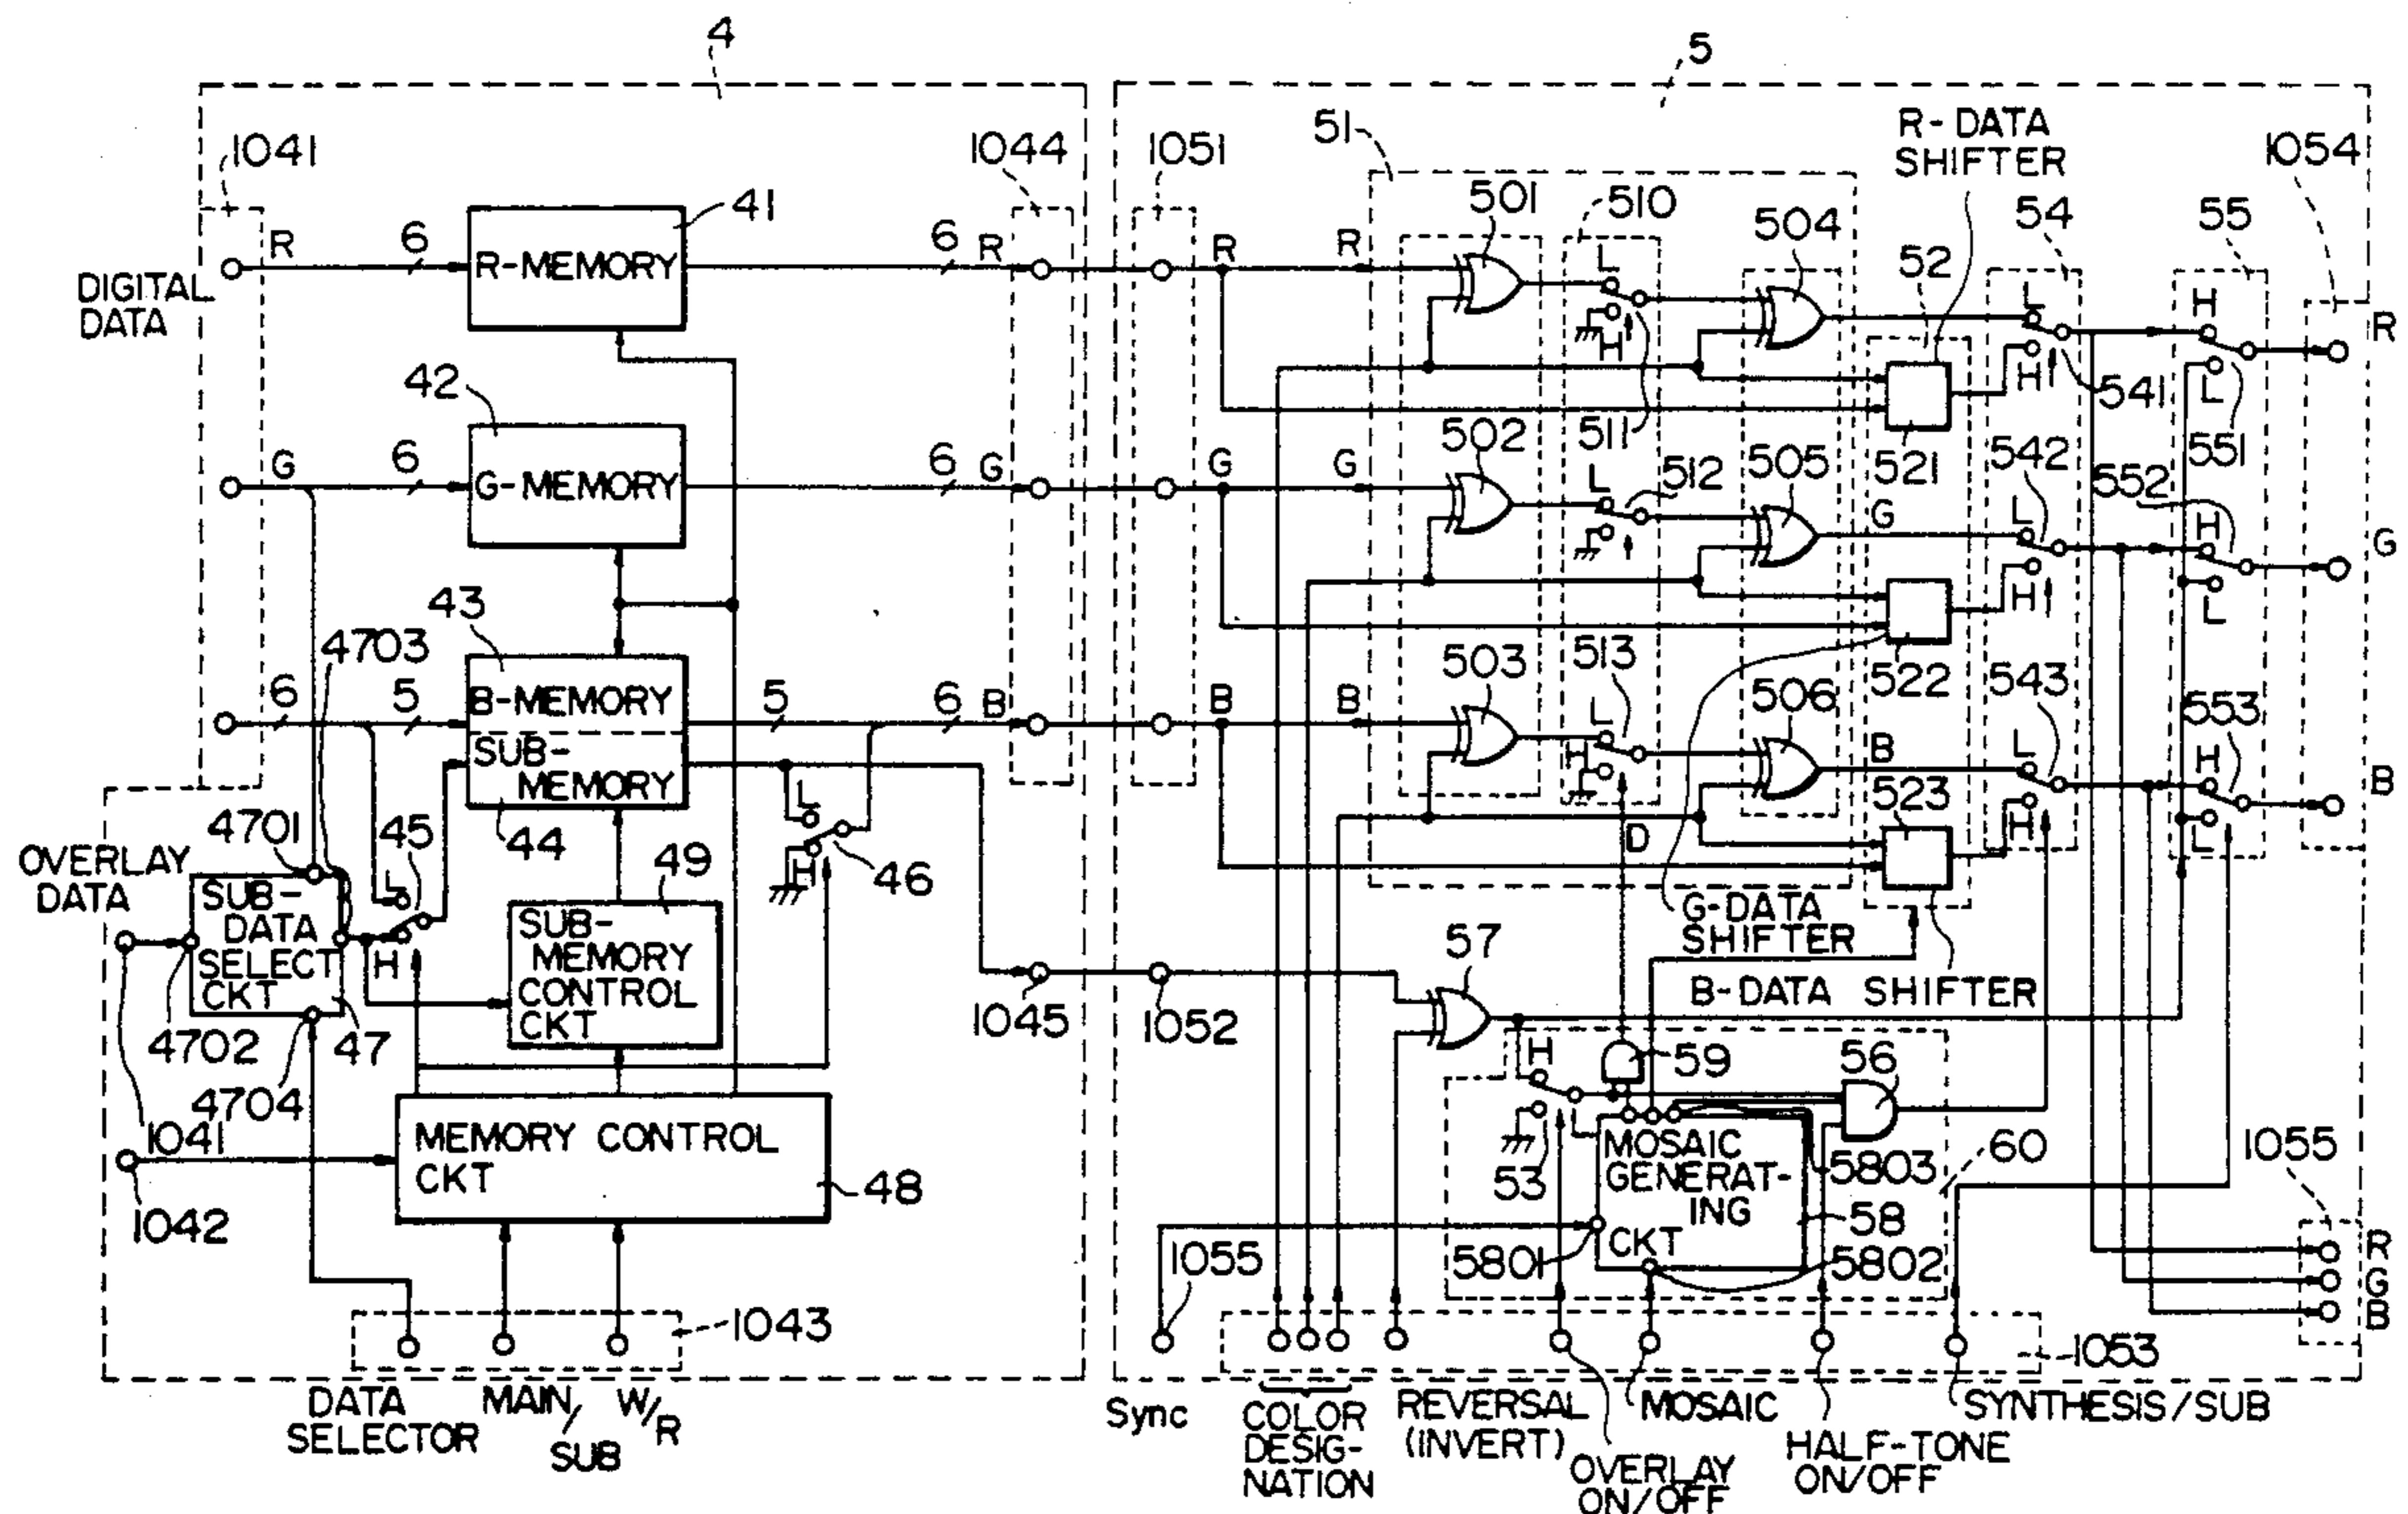 4
5
1041
1044
1051
51
R-DATA
SHIFTER
1054
41
501
510
504
52
54
55
R
6
R-MEMORY
6
R
R
R
L
H
L
H
H
L
R
DIGITAL
DATA
511
521
541
551
42
502
512
505
542
552
G
6
G-MEMORY
6
G
G
G
L
G
L
H
H
L
G
43
4703
503
513
506
522
543
553
6
5
B-MEMORY
5
6
B
B
B
L
H
B
L
H
H
L
B
SUB-
MEMORY
44
L
H
46
523
D
4701
45
49
OVERLAY
DATA
SUB-
DATA
SELECT
CKT
L
H
SUB-
MEMORY
CONTROL
CKT
G-DATA
SHIFTER
B-DATA SHIFTER
57
4702
47
1045
1052
4704
H
L
59
56
53
1041
MEMORY CONTROL
CKT
48
MOSAIC
GENERAT-
ING
CKT
5803
60
1055
58
1042
5801
5802
1055
R
G
B
1043
1053
DATA
SELECTOR
MAIN/
SUB
W/R
Sync
COLOR
DESIG-
NATION
REVERSAL
(INVERT)
OVERLAY
ON/OFF
MOSAIC
HALF-TONE
ON/OFF
SYNTHESIS/SUB